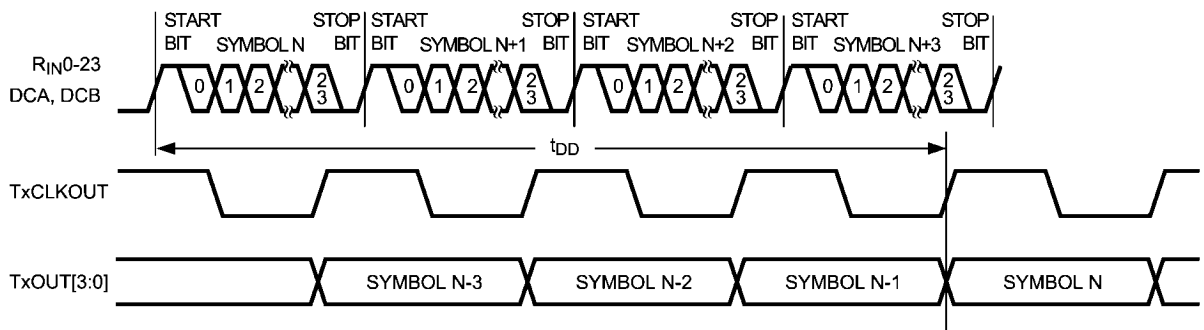 START STOP START STOP START STOP START STOP
BIT SYMBOL N BIT BIT SYMBOL N+1 BIT BIT SYMBOL N+2 BIT BIT SYMBOL N+3 BIT
RIN0-23
DCA, DCB
0 1 2 23 0 1 2 23 0 1 2 23 0 1 2 23
tDD
TxCLKOUT
TxOUT[3:0] SYMBOL N-3 SYMBOL N-2 SYMBOL N-1 SYMBOL N